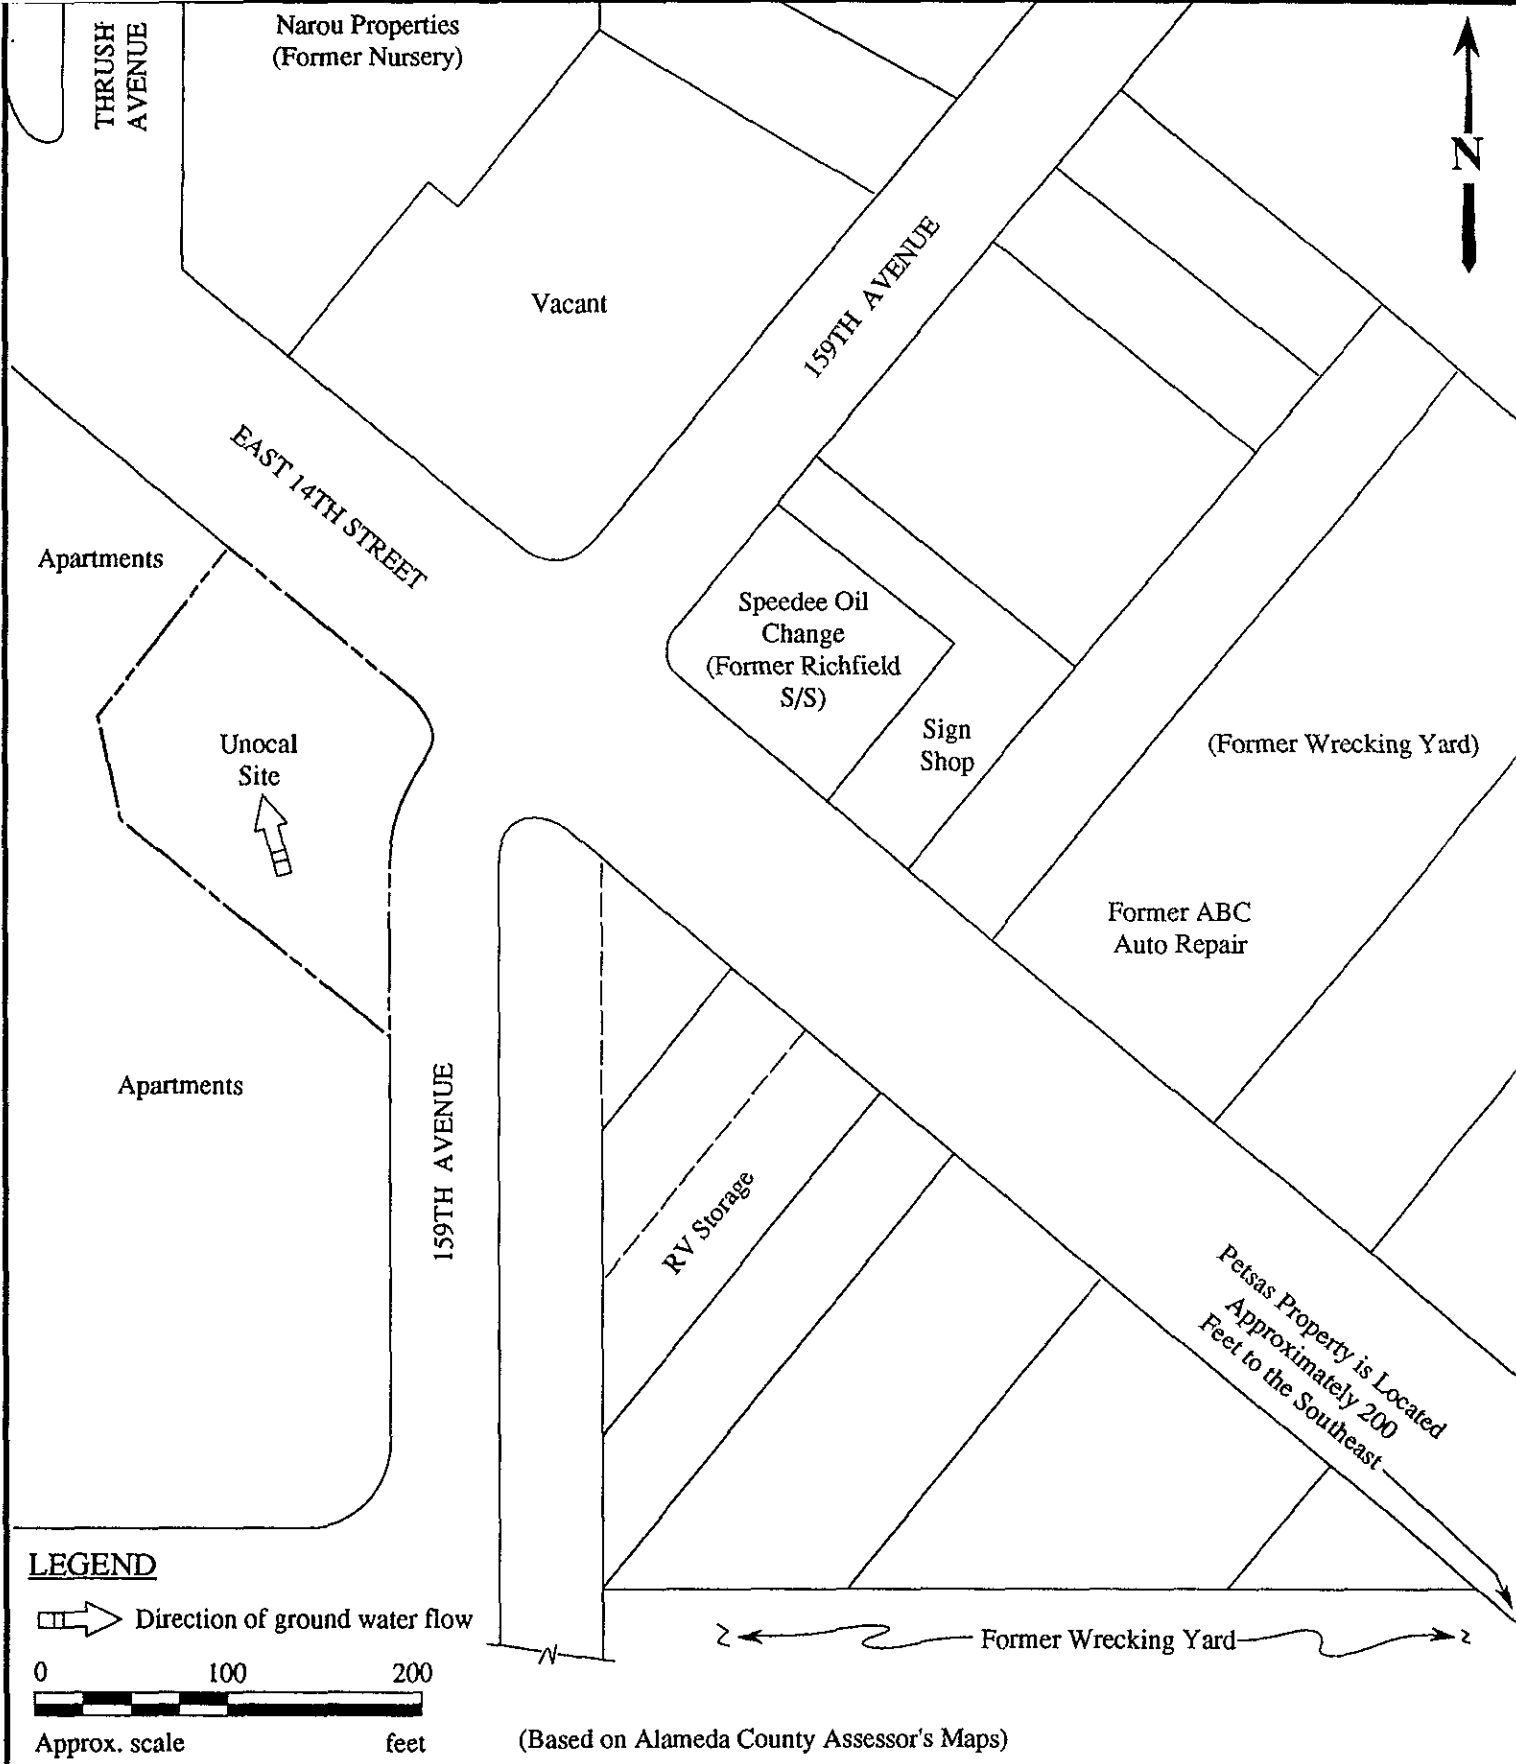 Narou Properties
(Former Nursery)
THRUSH
AVENUE
N
159TH AVENUE
Vacant
EAST 14TH STREET
Apartments
Speedee Oil
Change
(Former Richfield
S/S)
Sign
Shop
(Former Wrecking Yard)
Unocal
Site
Former ABC
Auto Repair
Apartments
159TH AVENUE
RV Storage
Petsas Property is Located
Approximately 200
Feet to the Southeast
LEGEND
Direction of ground water flow
Former Wrecking Yard
0 100 200
Approx. scale feet
(Based on Alameda County Assessor's Maps)